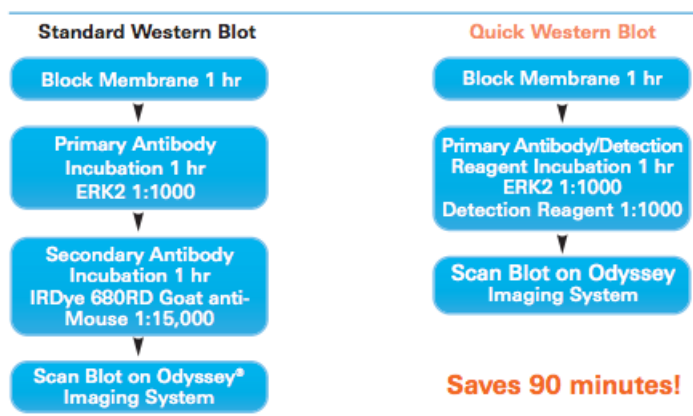 Standard Western Blot
Block Membrane 1 hr
Primary Antibody
Incubation 1 hr
ERK2 1:1000
Secondary Antibody
Incubation 1 hr
IRDye 680RD Goat anti-
Mouse 1:15,000
Scan Blot on Odyssey®
Imaging System
Quick Western Blot
Block Membrane 1 hr
Primary Antibody/Detection
Reagent Incubation 1 hr
ERK2 1:1000
Detection Reagent 1:1000
Scan Blot on Odyssey
Imaging System
Saves 90 minutes!